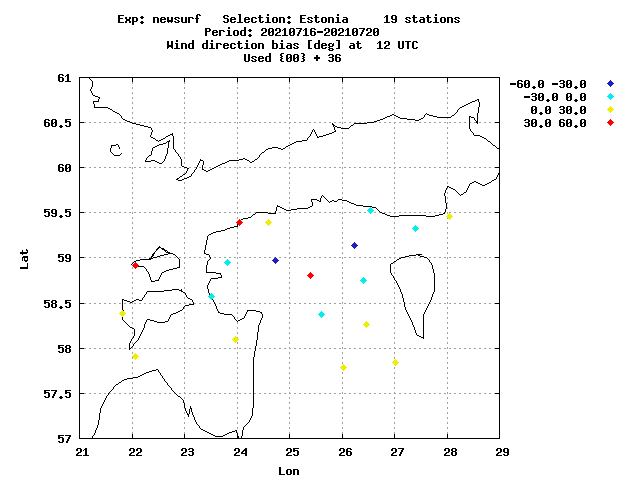 Exp: newsurf   Selection: Estonia     19 stations
Period: 20210716-20210720
Wind direction bias [deg] at  12 UTC
Used {00} + 36
-60.0 -30.0
-30.0 0.0
0.0 30.0
30.0 60.0
61
60.5
60
59.5
59
58.5
58
57.5
57
Lat
21 22 23 24 25 26 27 28 29
Lon